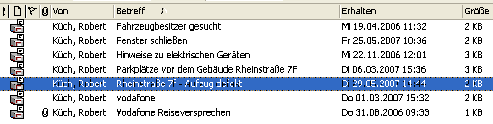 ! Von Betreff / Erhalten Größe
Küch, Robert Fahrzeugbesitzer gesucht Mi 19.04.2006 11:32 2 KB
Küch, Robert Fenster schließen Fr 25.05.2007 10:36 2 KB
Küch, Robert Hinweise zu elektrischen Geräten Mi 22.11.2006 12:01 3 KB
Küch, Robert Parkplätze vor dem Gebäude Rheinstraße 7F Di 06.03.2007 15:36 3 KB
Küch, Robert Rheinstraße 7F - Aufzug defekt Di 29.05.2007 2 KB
Küch, Robert vodafone Do 01.03.2007 15:32 2 KB
Küch, Robert Vodafone Reiseversprechen Do 31.08.2006 09:33 1 KB